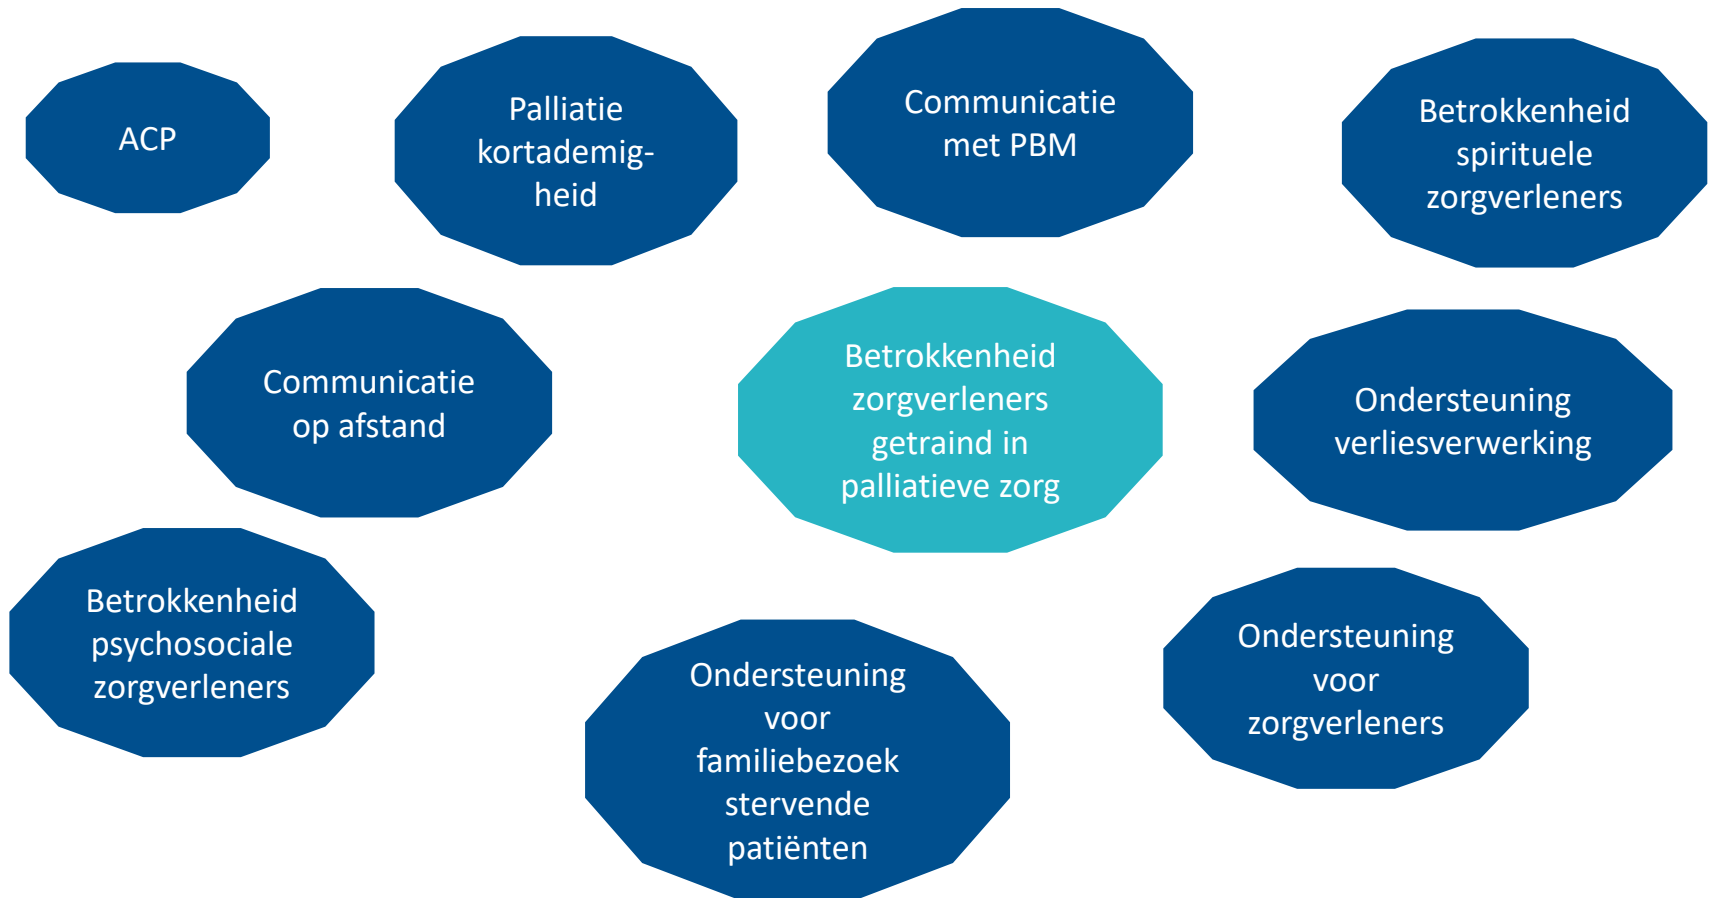 ACP
Palliatie
kortademig-
heid
Communicatie
met PBM
Betrokkenheid
spirituele
zorgverleners
Communicatie
op afstand
Betrokkenheid
zorgverleners
getraind in
palliatieve zorg
Ondersteuning
verliesverwerking
Betrokkenheid
psychosociale
zorgverleners
Ondersteuning
voor
familiebezoek
stervende
patiënten
Ondersteuning
voor
zorgverleners